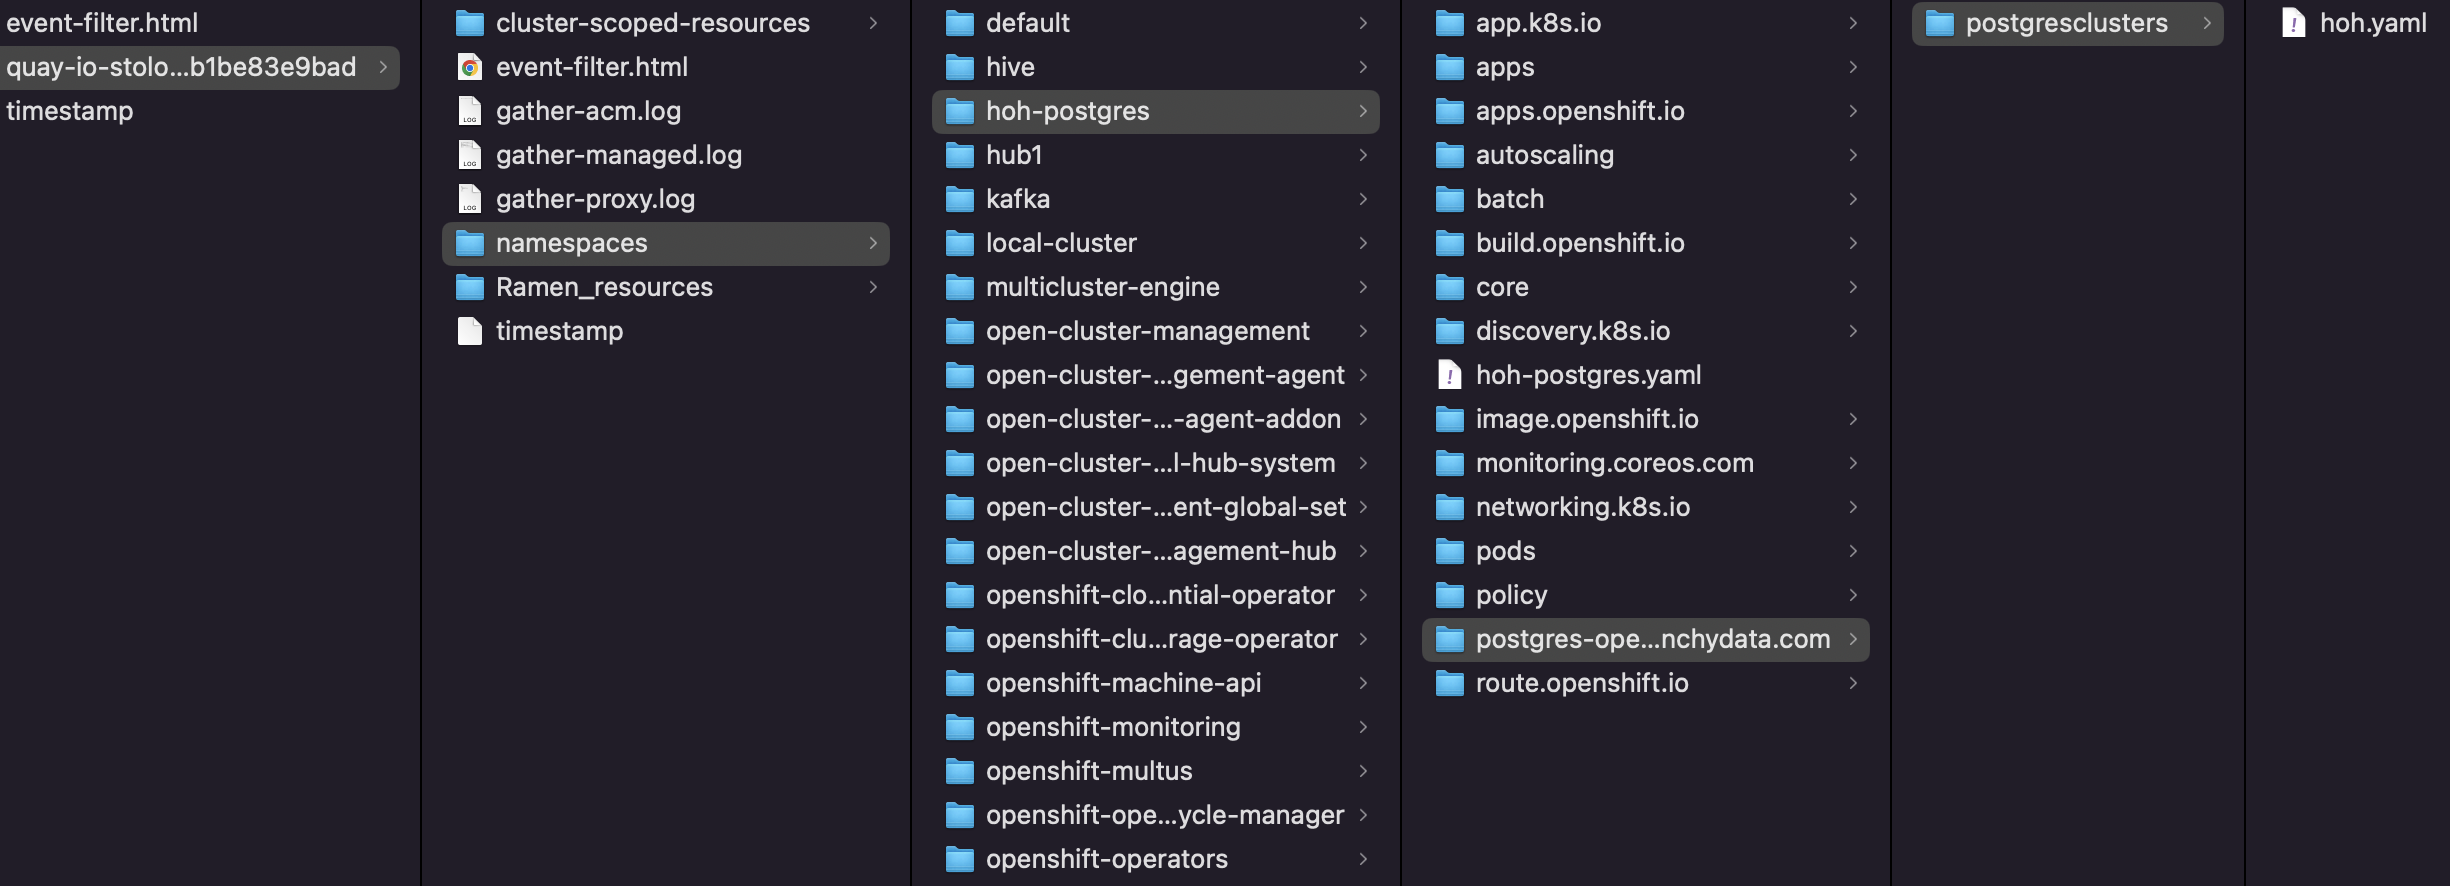 event-filter.html
quay-io-stolo...b1be83e9bad
timestamp
cluster-scoped-resources
event-filter.html
gather-acm.log
gather-managed.log
gather-proxy.log
namespaces
Ramen_resources
timestamp
default
hive
hoh-postgres
hub1
kafka
local-cluster
multicluster-engine
open-cluster-management
open-cluster-...gement-agent
open-cluster-...-agent-addon
open-cluster-...l-hub-system
open-cluster-...ent-global-set
open-cluster-...agement-hub
openshift-clo...ntial-operator
openshift-clu...rage-operator
openshift-machine-api
openshift-monitoring
openshift-multus
openshift-ope...ycle-manager
openshift-operators
app.k8s.io
apps
apps.openshift.io
autoscaling
batch
build.openshift.io
core
discovery.k8s.io
hoh-postgres.yaml
image.openshift.io
monitoring.coreos.com
networking.k8s.io
pods
policy
postgres-ope...nchydata.com
route.openshift.io
postgresclusters
hoh.yaml